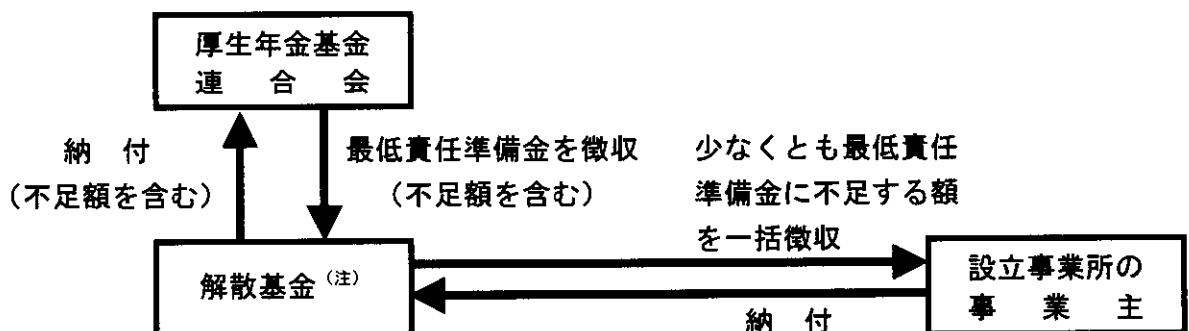 厚生年金基金
連合会
納付
(不足額を含む)
最低責任準備金を徴収
(不足額を含む)
少なくとも最低責任
準備金に不足する額
を一括徴収
解散基金(注)
設立事業所の
事業主
納付